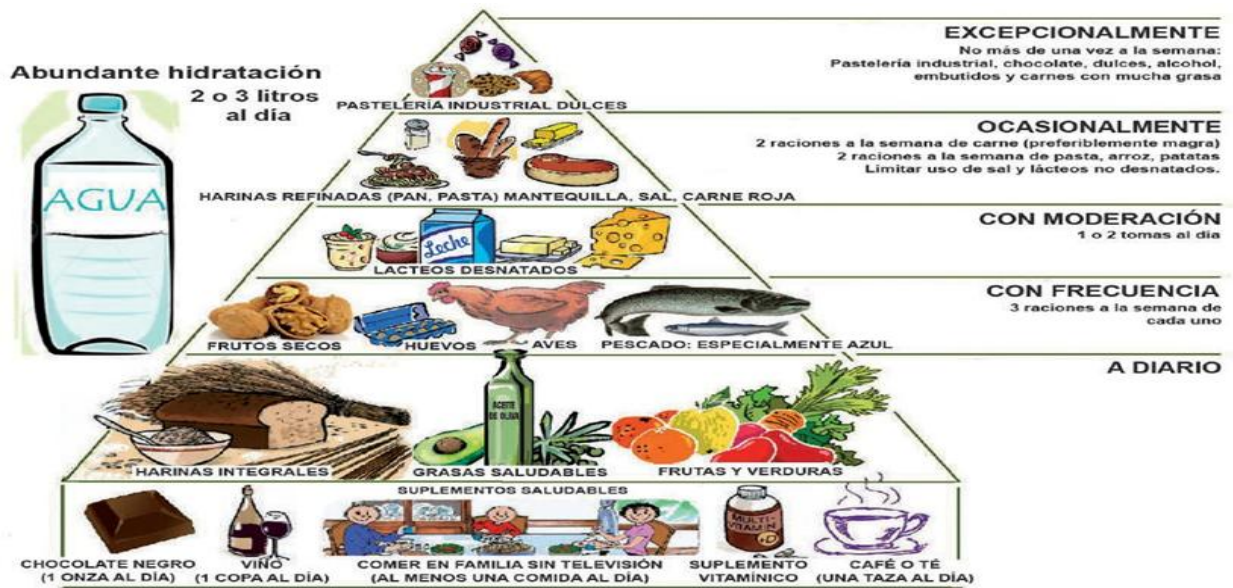 EXCEPCIONALMENTE
No más de una vez a la semana:
Pastelería industrial, chocolate, dulces, alcohol,
embutidos y carnes con mucha grasa
Abundante hidratación
2 o 3 litros
al día
AGUA
PASTELERÍA INDUSTRIAL DULCES
OCASIONALMENTE
2 raciones a la semana de carne (preferiblemente magra)
2 raciones a la semana de pasta, arroz, patatas
Limitar uso de sal y lácteos no desnatados.
HARINAS REFINADAS (PAN, PASTA) MANTEQUILLA, SAL, CARNE ROJA
CON MODERACIÓN
1 o 2 tomas al día
Leche
LACTEOS DESNATADOS
CON FRECUENCIA
3 raciones a la semana de
cada uno
FRUTOS SECOS
HUEVOS
AVES
PESCADO: ESPECIALMENTE AZUL
A DIARIO
ACEITE
DE OLIVA
HARINAS INTEGRALES
GRASAS SALUDABLES
FRUTAS Y VERDURAS
SUPLEMENTOS SALUDABLES
MULTI
VITAMIN
+D
CHOCOLATE NEGRO
(1 ONZA AL DÍA)
VINO
(1 COPA AL DÍA)
COMER EN FAMILIA SIN TELEVISIÓN
(AL MENOS UNA COMIDA AL DÍA)
SUPLEMENTO
VITAMÍNICO
CAFÉ O TÉ
(UNA TAZA AL DÍA)